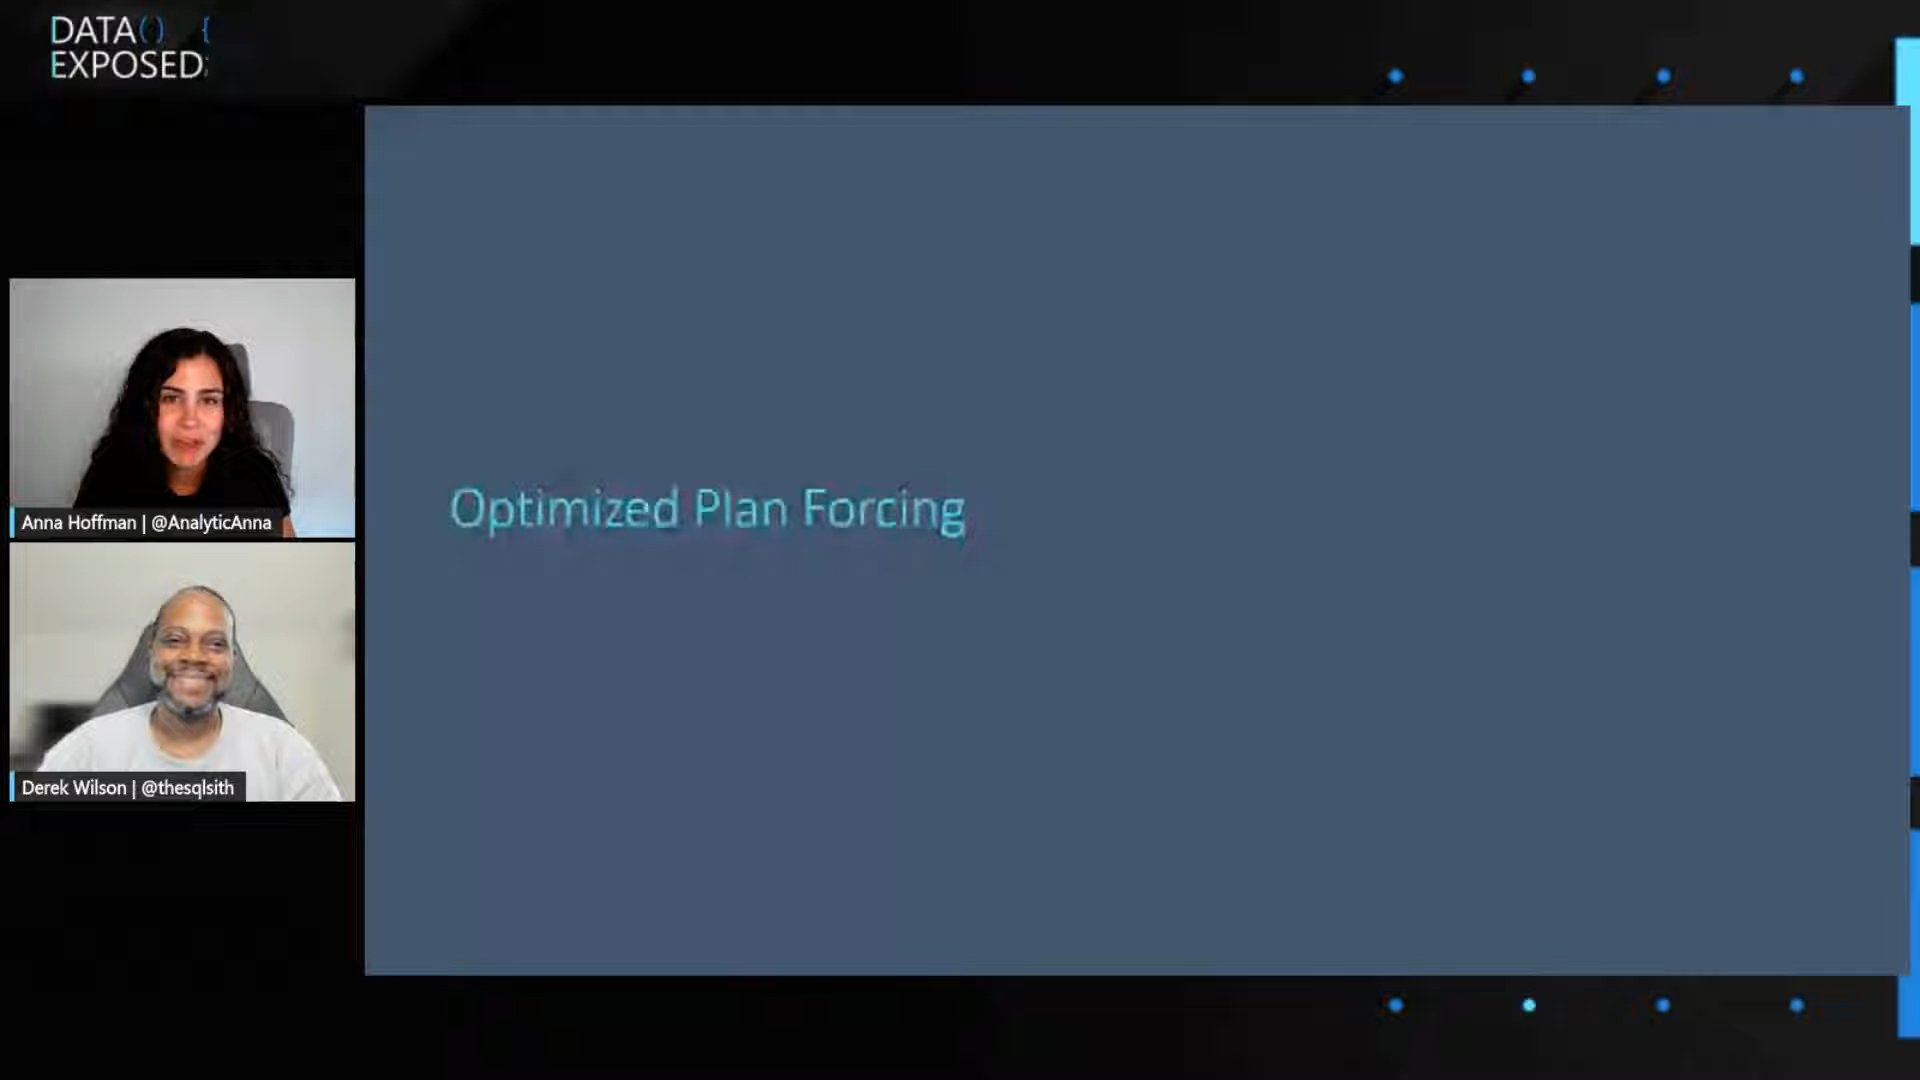 DATA() {
EXPOSED;
Optimized Plan Forcing
Anna Hoffman | @AnalyticAnna
Derek Wilson | @thesqlsith